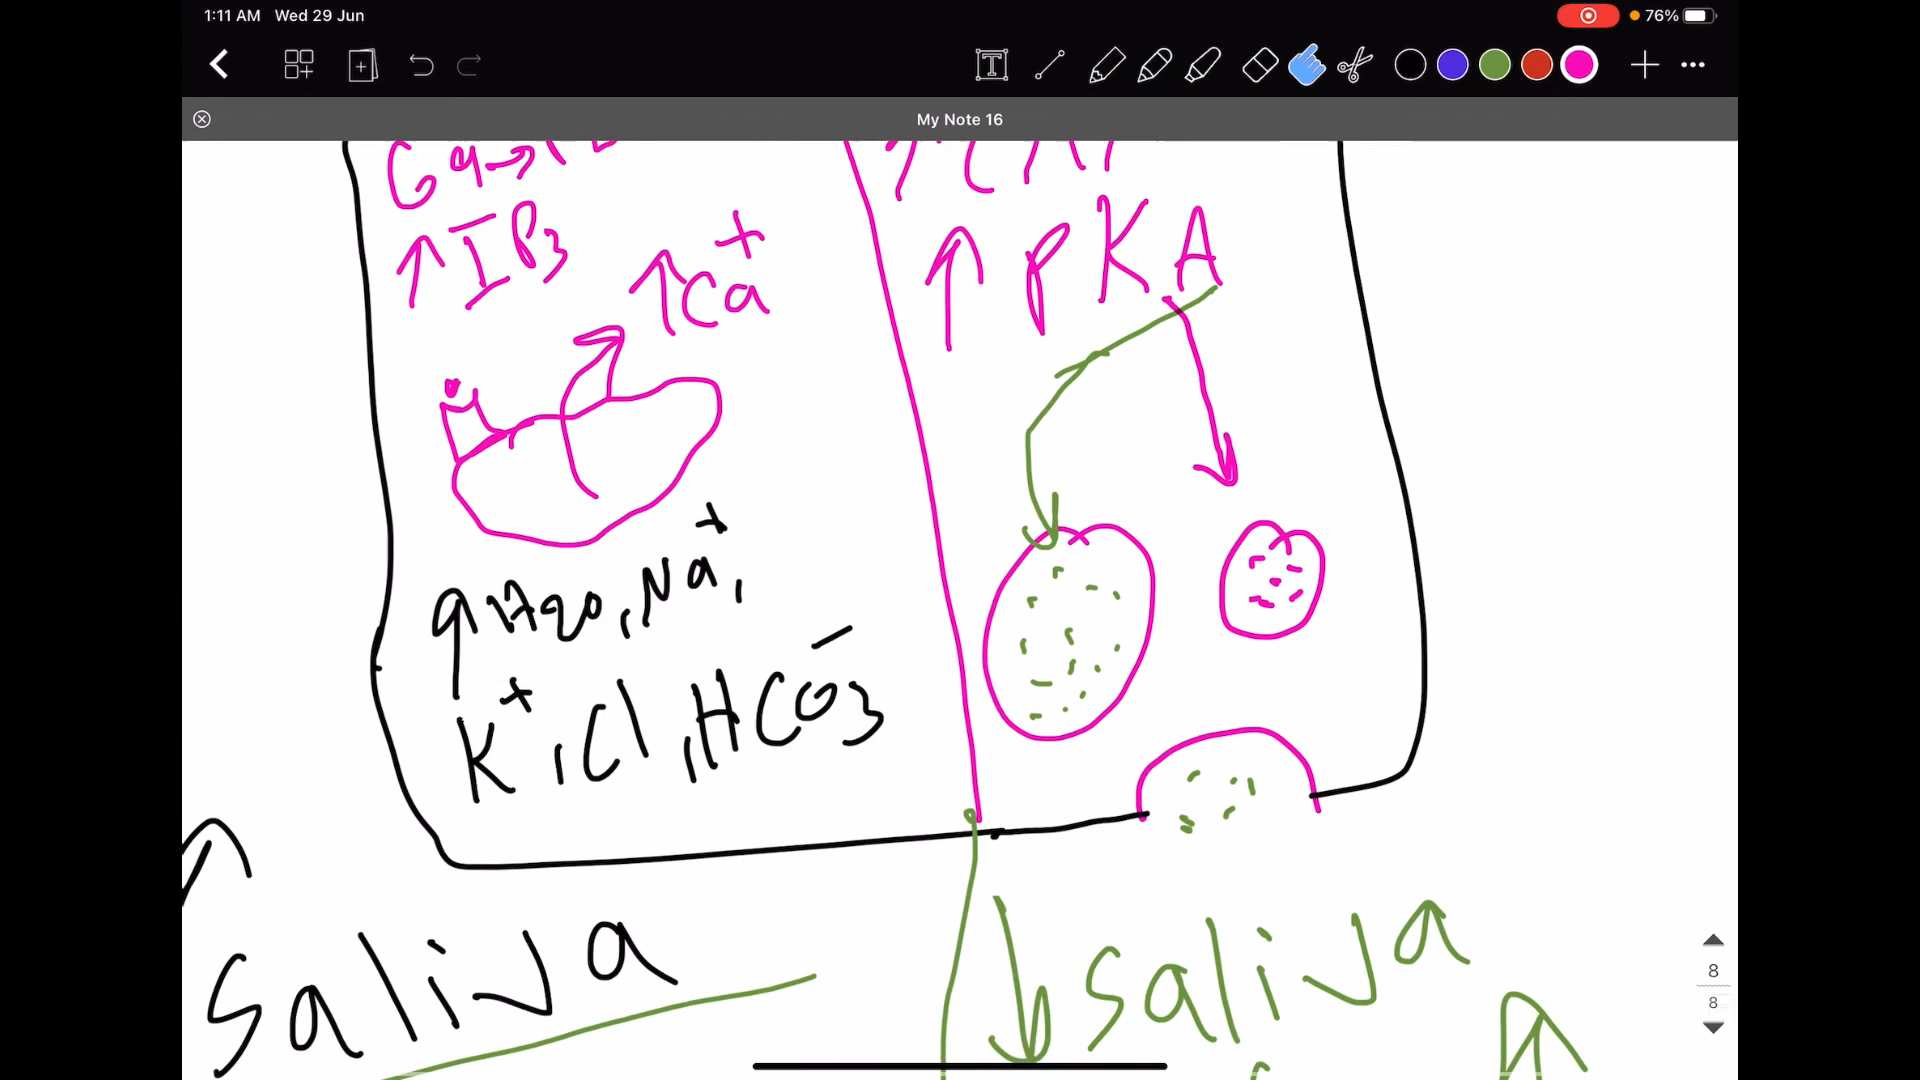 1:11 AM Wed 29 Jun
76%
T
My Note 16
Gq→
↑IP3
↑Ca+
↑PKA
↑H2O, Na+,
K+, Cl, HCO3−
↑
Saliva
↓ Saliva
↑
8
8